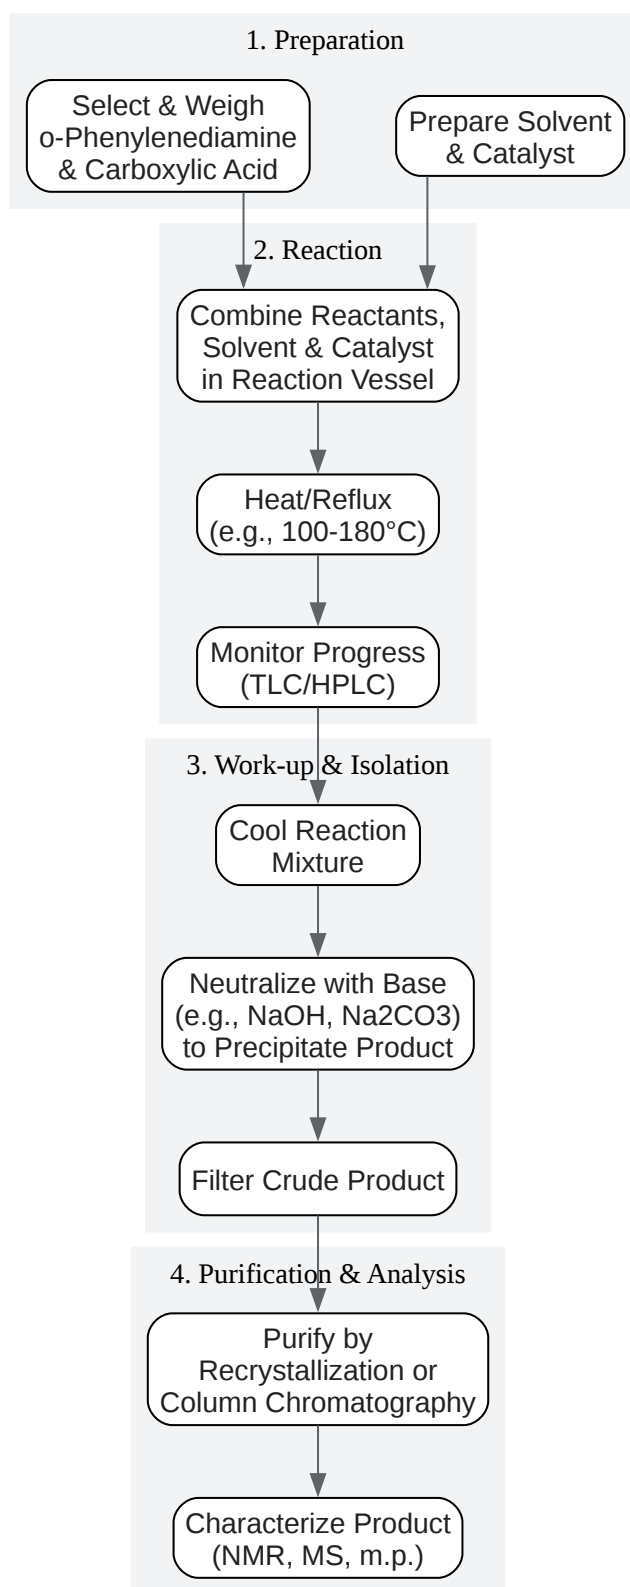 1. Preparation
Select & Weigh
o-Phenylenediamine
& Carboxylic Acid
Prepare Solvent
& Catalyst
2. Reaction
Combine Reactants,
Solvent & Catalyst
in Reaction Vessel
Heat/Reflux
(e.g., 100-180°C)
Monitor Progress
(TLC/HPLC)
3. Work-up & Isolation
Cool Reaction
Mixture
Neutralize with Base
(e.g., NaOH, Na2CO3)
to Precipitate Product
Filter Crude Product
4. Purification & Analysis
Purify by
Recrystallization or
Column Chromatography
Characterize Product
(NMR, MS, m.p.)